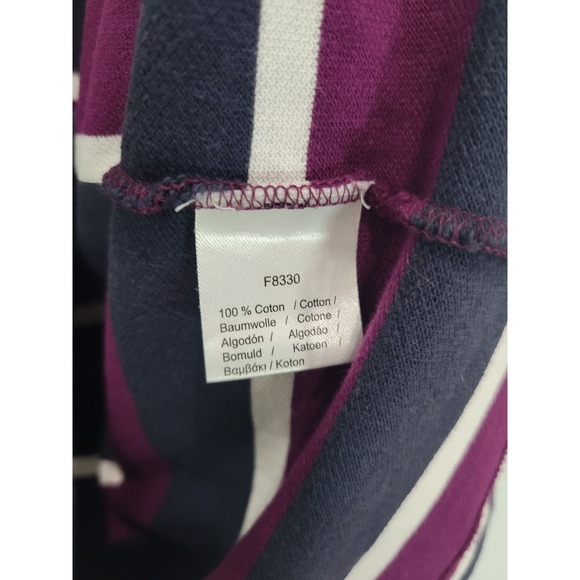 F8330
100 % Coton / Cotton /
Baumwolle / Cotone /
Algodón / Algodão /
Bomuld / Katoen /
Βαμβάκι / Koton